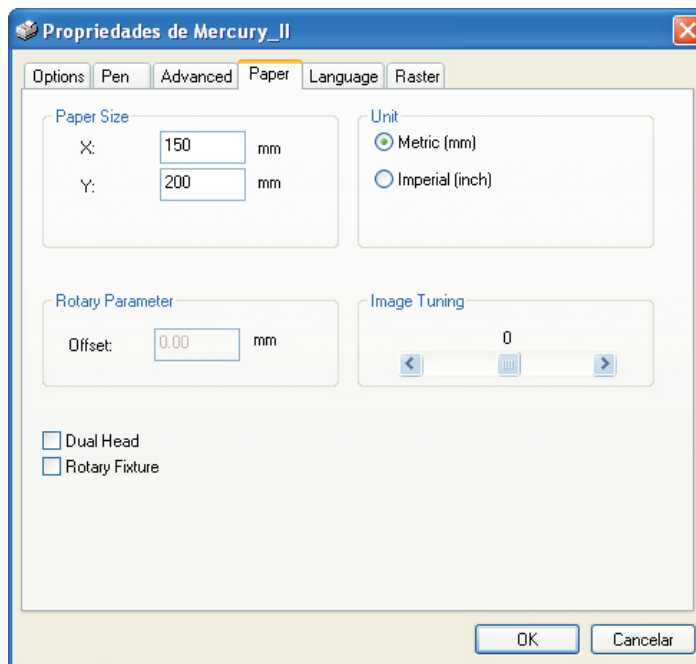 Propriedades de Mercury_II
Options Pen Advanced Paper Language Raster
Paper Size
X: 150 mm
Y: 200 mm
Unit
Metric (mm)
Imperial (inch)
Rotary Parameter
Offset: 0.00 mm
Image Tuning
0
Dual Head
Rotary Fixture
OK Cancelar